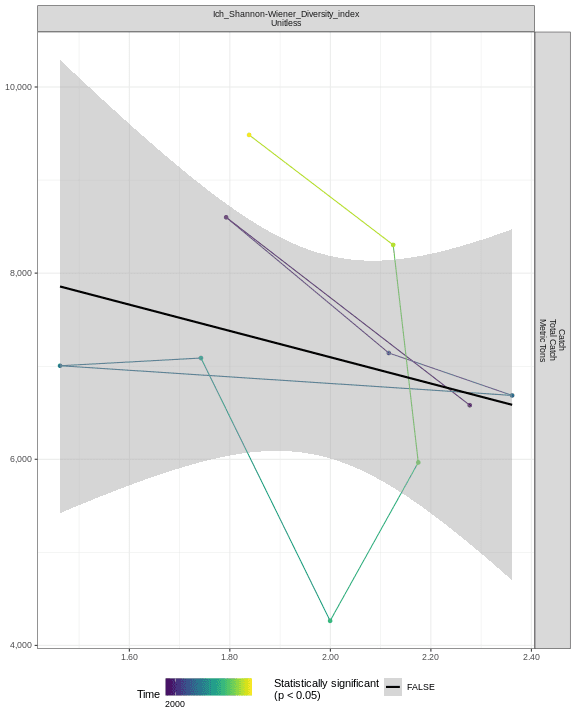 Ich_Shannon-Wiener_Diversity_index
Unitless
10,000
8,000
6,000
4,000
Catch
Total Catch
Metric Tons
1.60
1.80
2.00
2.20
2.40
Time
2000
Statistically significant
(p < 0.05)
FALSE